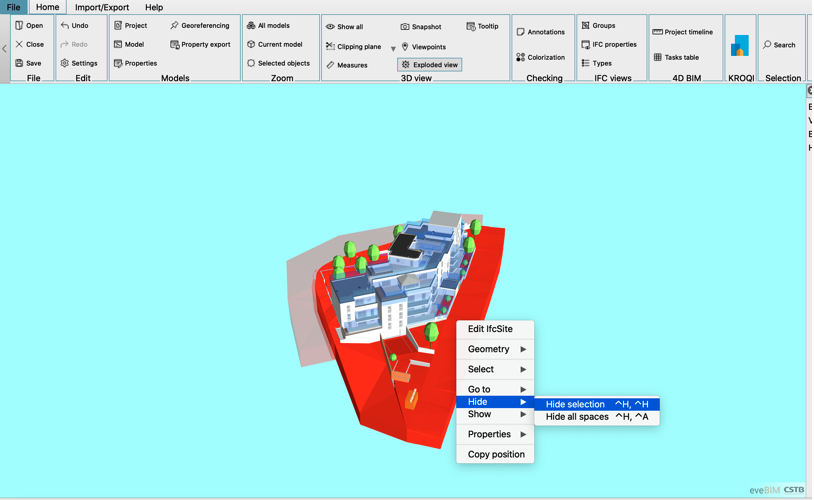 File Home Import/Export Help
Open Undo Project Georeferencing All models Show all Snapshot Tooltip Annotations Groups Project timeline
Close Redo Model Property export Current model Clipping plane Viewpoints Colorization IFC properties Tasks table Search
Save Settings Properties Selected objects Measures Exploded view Types
File Edit Models Zoom 3D view Checking IFC views 4D BIM KROQI Selection
Edit IfcSite
Geometry
Select
Go to
Hide
Show
Properties
Copy position
Hide selection ^H, ^H
Hide all spaces ^H, ^A
eveBIM CSTB